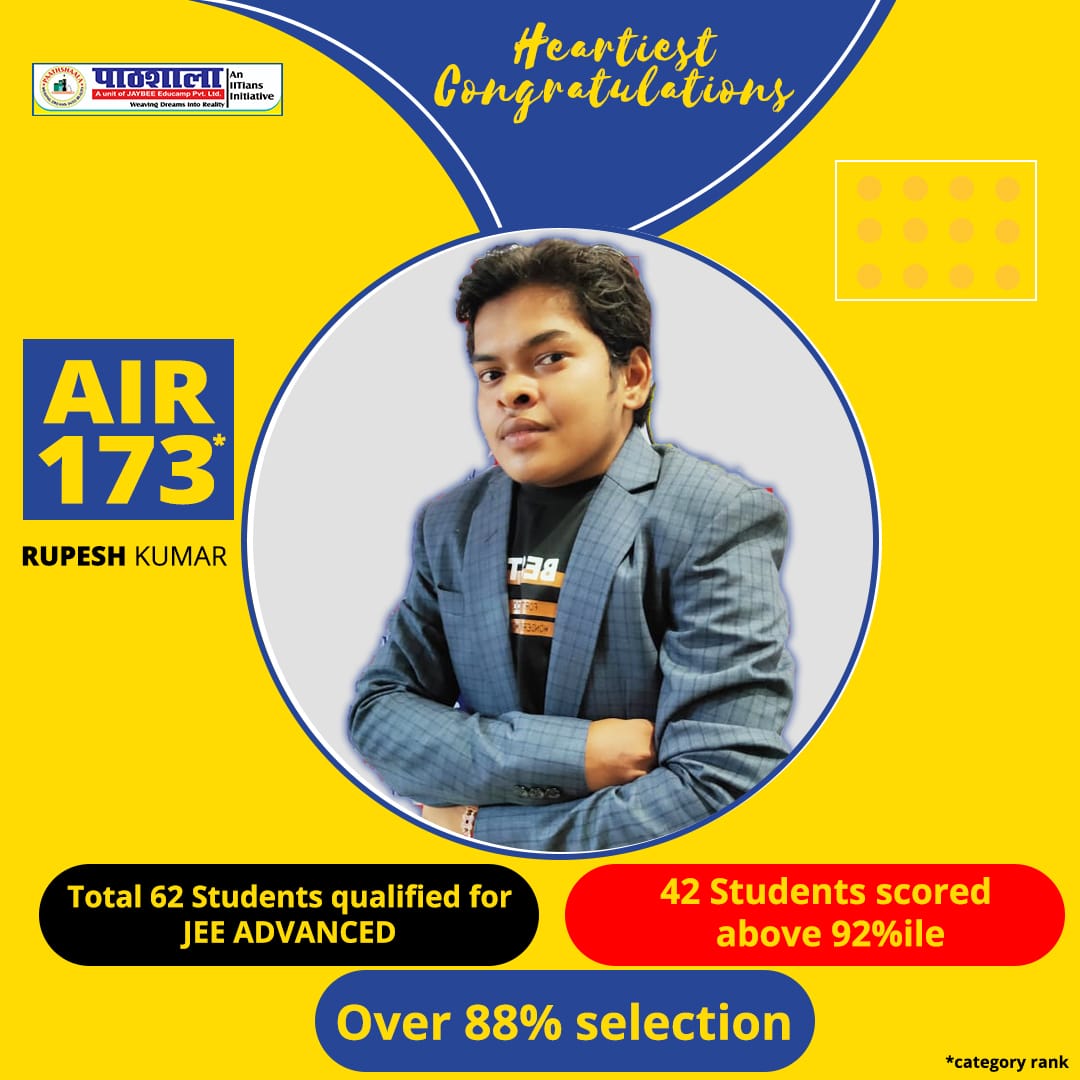 Heartiest
Congratulations
पाठशाला
A unit of JAYBEE Educamp Pvt. Ltd.
An
IITians
Initiative
Weaving Dreams Into Reality
AIR
173*
RUPESH KUMAR
BEST
Total 62 Students qualified for
JEE ADVANCED
42 Students scored
above 92%ile
Over 88% selection
*category rank